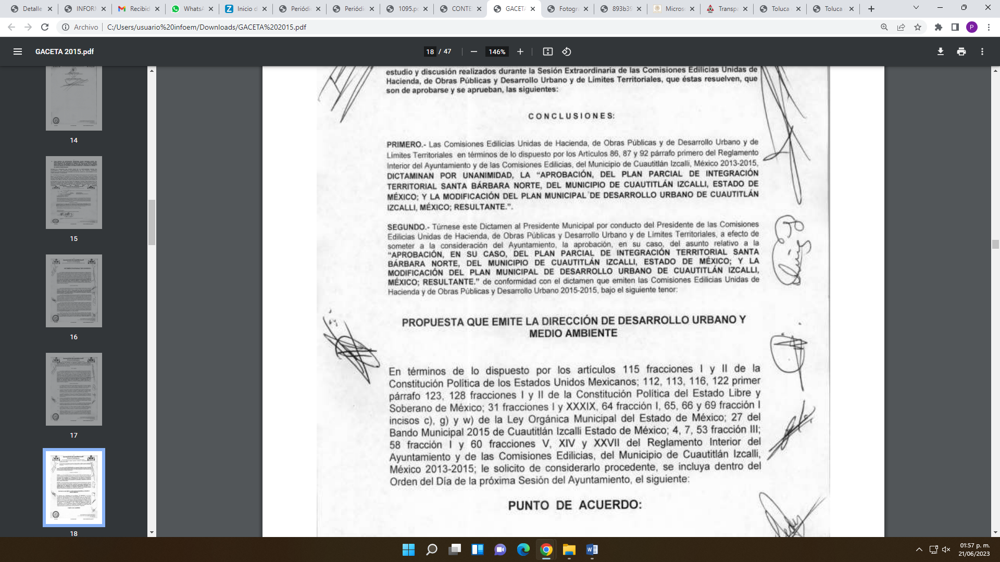 Detalle
INFORM
Recibid
WhatsA
Inicio d
Periódi
Periódi
1095.pd
CONTE
GACETA
Fotogr
893b39
Micros
Transpa
Toluca
Toluca
Archivo
C:/Users/usuario%20infoem/Downloads/GACETA%202015.pdf
P
GACETA 2015.pdf
18 / 47
146%
14
15
16
17
18
estudio y discusión realizados durante la Sesión Extraordinaria de las Comisiones Edilicias Unidas de
Hacienda, de Obras Públicas y Desarrollo Urbano y de Límites Territoriales, que éstas resuelven, que
son de aprobarse y se aprueban, las siguientes:
C O N C L U S I O N E S:
PRIMERO.- Las Comisiones Edilicias Unidas de Hacienda, de Obras Públicas y de Desarrollo Urbano y de
Limites Territoriales en términos de lo dispuesto por los Artículos 86, 87 y 92 párrafo primero del Reglamento
Interior del Ayuntamiento y de las Comisiones Edilicias, del Municipio de Cuautitlán Izcalli, México 2013-2015,
DICTAMINAN POR UNANIMIDAD, LA “APROBACIÓN, DEL PLAN PARCIAL DE INTEGRACIÓN
TERRITORIAL SANTA BÁRBARA NORTE, DEL MUNICIPIO DE CUAUTITLÁN IZCALLI, ESTADO DE
MÉXICO; Y LA MODIFICACIÓN DEL PLAN MUNICIPAL DE DESARROLLO URBANO DE CUAUTITLÁN
IZCALLI, MÉXICO; RESULTANTE.”.
SEGUNDO.- Túrnese este Dictamen al Presidente Municipal por conducto del Presidente de las Comisiones
Edilicias Unidas de Hacienda, de Obras Públicas y Desarrollo Urbano y de Limites Territoriales, a efecto de
someter a la consideración del Ayuntamiento, la aprobación, en su caso, del asunto relativo a la
“APROBACIÓN, EN SU CASO, DEL PLAN PARCIAL DE INTEGRACIÓN TERRITORIAL SANTA
BÁRBARA NORTE, DEL MUNICIPIO DE CUAUTITLÁN IZCALLI, ESTADO DE MÉXICO; Y LA
MODIFICACIÓN DEL PLAN MUNICIPAL DE DESARROLLO URBANO DE CUAUTITLÁN IZCALLI,
MÉXICO; RESULTANTE.” de conformidad con el dictamen que emiten las Comisiones Edilicias Unidas de
Hacienda y de Obras Públicas y Desarrollo Urbano 2015-2015, bajo el siguiente tenor:
PROPUESTA QUE EMITE LA DIRECCIÓN DE DESARROLLO URBANO Y
MEDIO AMBIENTE
En términos de lo dispuesto por los artículos 115 fracciones I y II de la
Constitución Política de los Estados Unidos Mexicanos; 112, 113, 116, 122 primer
párrafo 123, 128 fracciones I y II de la Constitución Política del Estado Libre y
Soberano de México; 31 fracciones I y XXXIX, 64 fracción I, 65, 66 y 69 fracción I
incisos c), g) y w) de la Ley Orgánica Municipal del Estado de México; 27 del
Bando Municipal 2015 de Cuautitlán Izcalli Estado de México; 4, 7, 53 fracción III;
58 fracción I y 60 fracciones V, XIV y XXVII del Reglamento Interior del
Ayuntamiento y de las Comisiones Edilicias, del Municipio de Cuautitlán Izcalli,
México 2013-2015; le solicito de considerarlo procedente, se incluya dentro del
Orden del Día de la próxima Sesión del Ayuntamiento, el siguiente:
PUNTO DE ACUERDO:
01:57 p. m.
21/06/2023